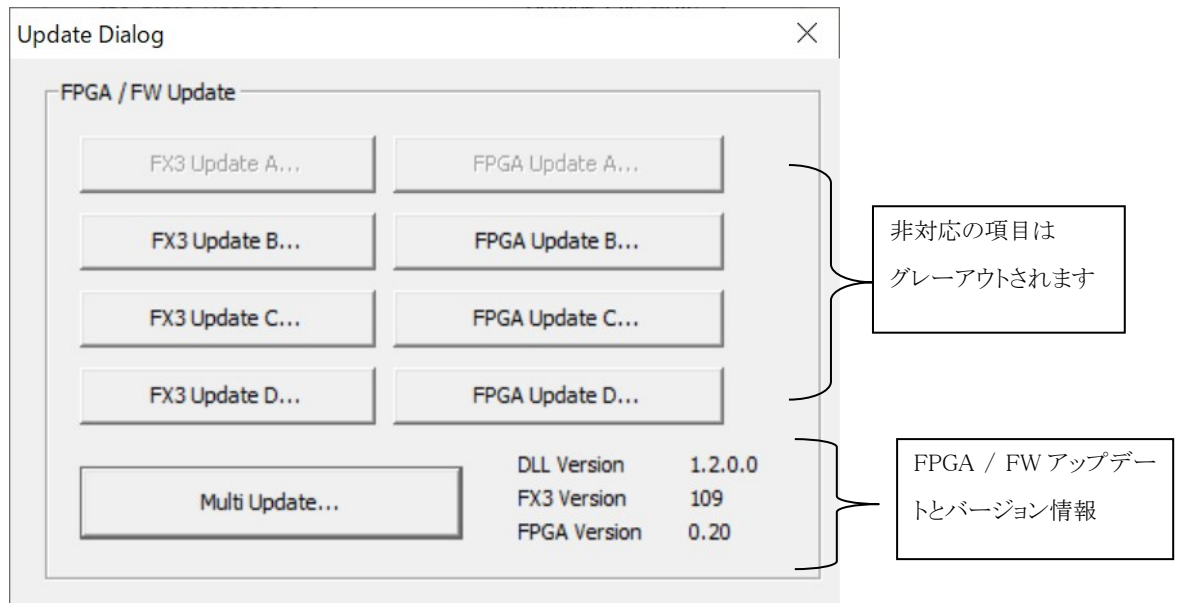 Update Dialog
FPGA / FW Update
FX3 Update A... FPGA Update A...
FX3 Update B... FPGA Update B...
FX3 Update C... FPGA Update C...
FX3 Update D... FPGA Update D...
非対応の項目は
グレーアウトされます
Multi Update...
DLL Version 1.2.0.0
FX3 Version 109
FPGA Version 0.20
FPGA / FW アップデー
トとバージョン情報